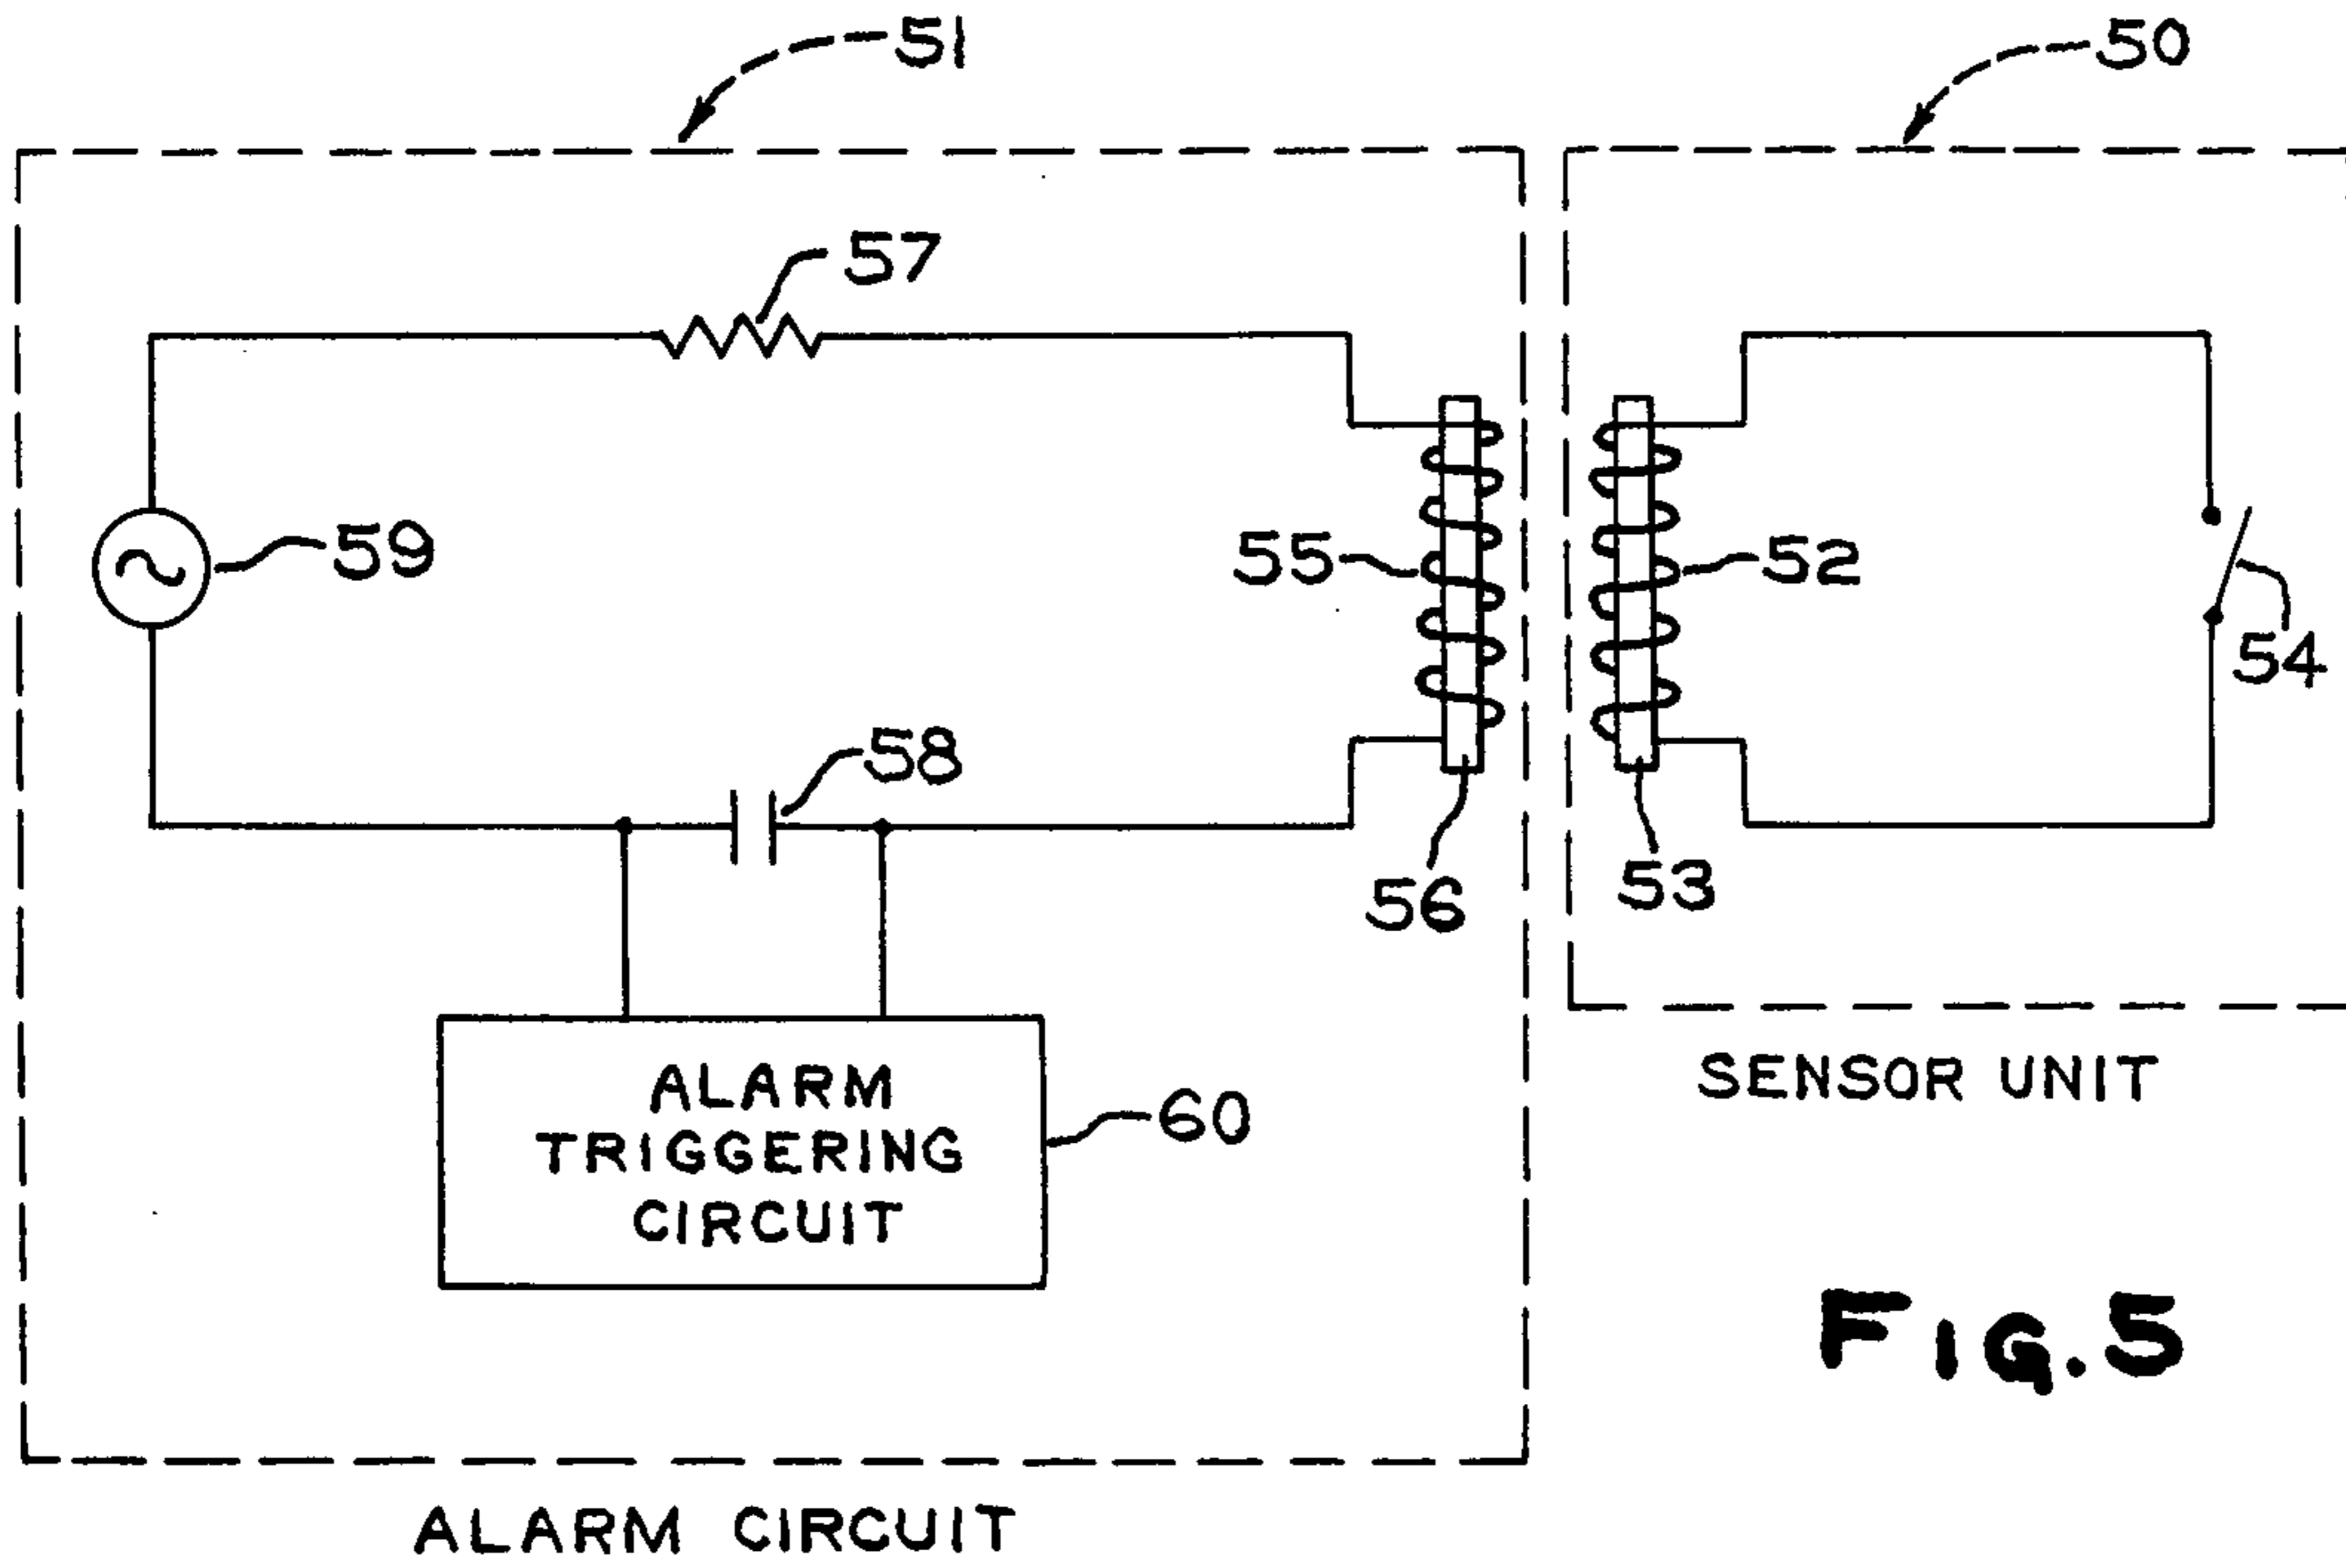 51
50
57
59
55
52
54
58
56
53
ALARM
TRIGGERING
CIRCUIT
60
SENSOR UNIT
FIG.5
ALARM CIRCUIT